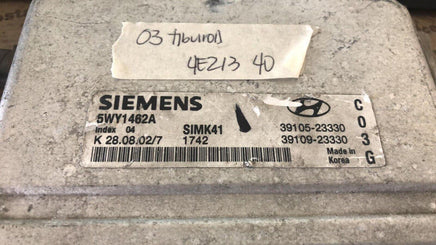 03 Tiburon
4E213 40
SIEMENS
6WY1462A
index 04
SIMK41
K 28.08.02/7
1742
39105-23330
39109-23330
Made in
Korea
C
0
3
G